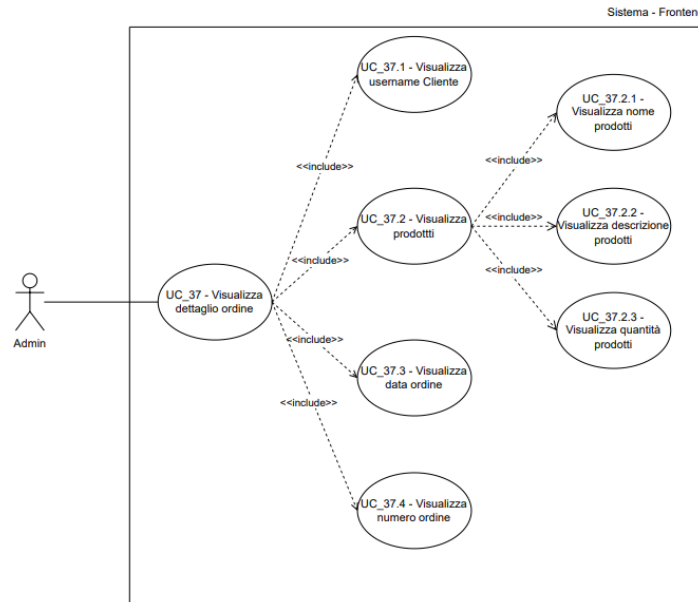 Sistema - Fronten
UC_37.1 - Visualizza
username Cliente
UC_37.2.1 -
Visualizza nome
prodotti
<<include>>
<<include>>
UC_37.2 - Visualizza
prodottti
<<include>>
UC_37.2.2 -
Visualizza descrizione
prodotti
<<include>>
<<include>>
UC_37 - Visualizza
dettaglio ordine
Admin
UC_37.2.3 -
Visualizza quantità
prodotti
<<include>>
UC_37.3 - Visualizza
data ordine
<<include>>
UC_37.4 - Visualizza
numero ordine